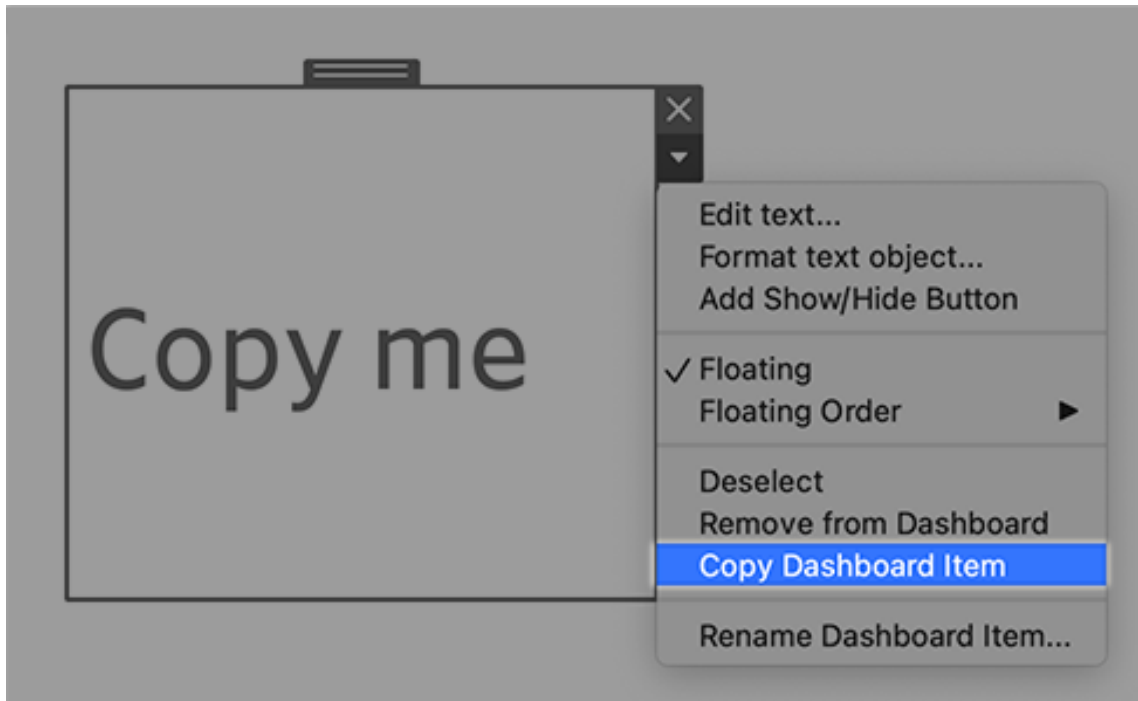 Copy me
Edit text...
Format text object...
Add Show/Hide Button
✓ Floating
Floating Order
Deselect
Remove from Dashboard
Copy Dashboard Item
Rename Dashboard Item...